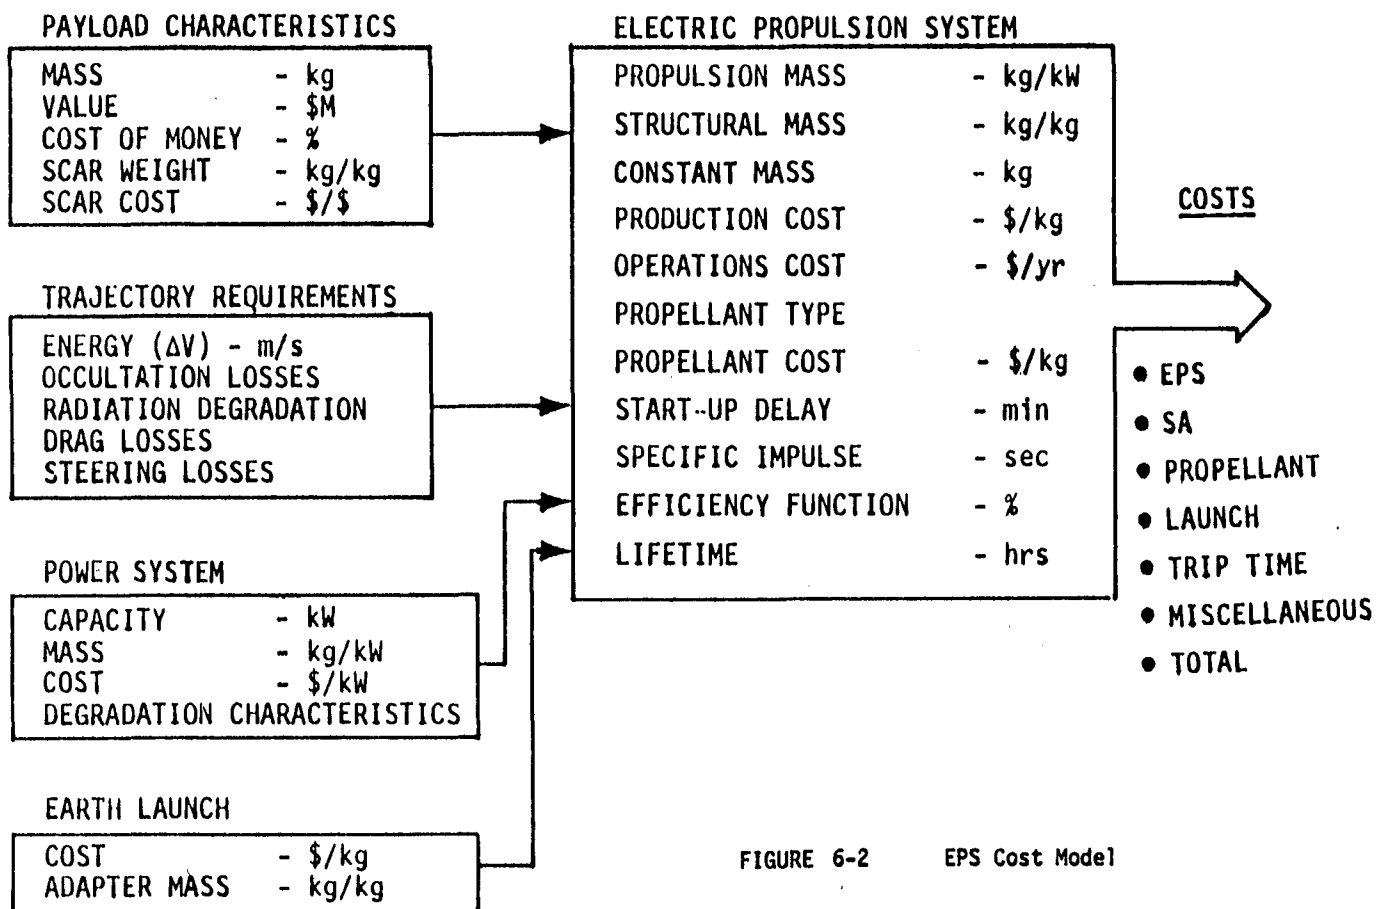 PAYLOAD CHARACTERISTICS
MASS - kg
VALUE - $M
COST OF MONEY - %
SCAR WEIGHT - kg/kg
SCAR COST - $/$
TRAJECTORY REQUIREMENTS
ENERGY (ΔV) - m/s
OCCULTATION LOSSES
RADIATION DEGRADATION
DRAG LOSSES
STEERING LOSSES
POWER SYSTEM
CAPACITY - kW
MASS - kg/kW
COST - $/kW
DEGRADATION CHARACTERISTICS
EARTH LAUNCH
COST - $/kg
ADAPTER MASS - kg/kg
ELECTRIC PROPULSION SYSTEM
PROPULSION MASS - kg/kW
STRUCTURAL MASS - kg/kg
CONSTANT MASS - kg
PRODUCTION COST - $/kg
OPERATIONS COST - $/yr
PROPELLANT TYPE
PROPELLANT COST - $/kg
START-UP DELAY - min
SPECIFIC IMPULSE - sec
EFFICIENCY FUNCTION - %
LIFETIME - hrs
COSTS
• EPS
• SA
• PROPELLANT
• LAUNCH
• TRIP TIME
• MISCELLANEOUS
• TOTAL
FIGURE 6-2 EPS Cost Model